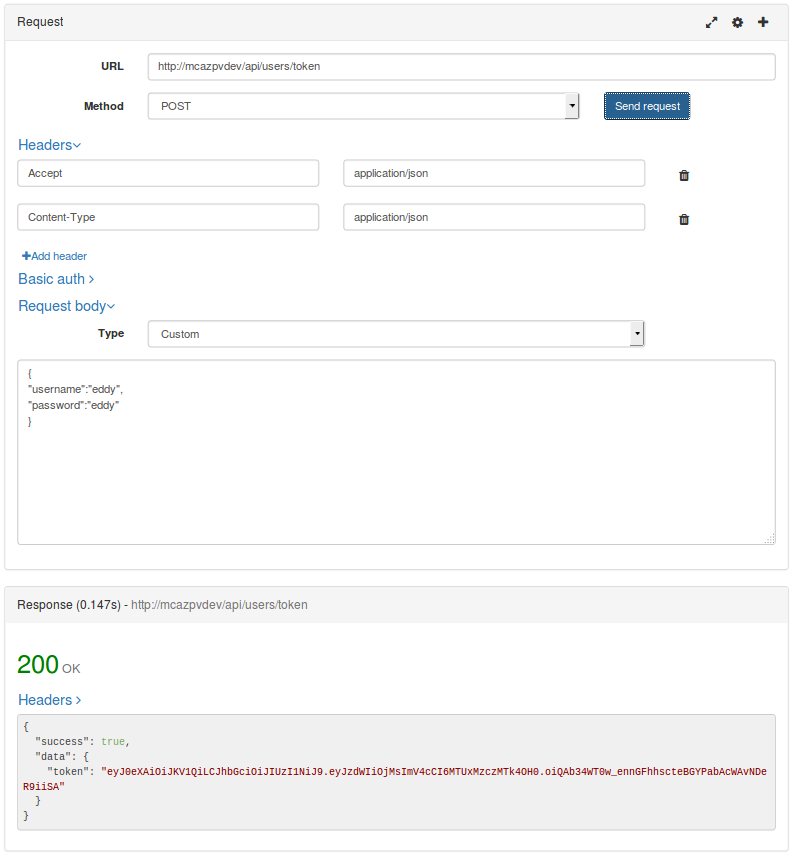 Request
URL http://mcazpvdev/api/users/token
Method POST Send request
Headers
Accept application/json
Content-Type application/json
Add header
Basic auth
Request body
Type Custom
{
"username":"eddy",
"password":"eddy"
}
Response (0.147s) - http://mcazpvdev/api/users/token
200 OK
Headers
{
"success": true,
"data": {
"token": "eyJ0eXAiOiJKV1QiLCJhbGciOiJIUzI1NiJ9.eyJzdWIiOjMsImV4cCI6MTUxMzczMTk4OH0.oiQAb34WT0w_ennGFhhscteBGYPabAcWAvNDe
R9iiSA"
}
}